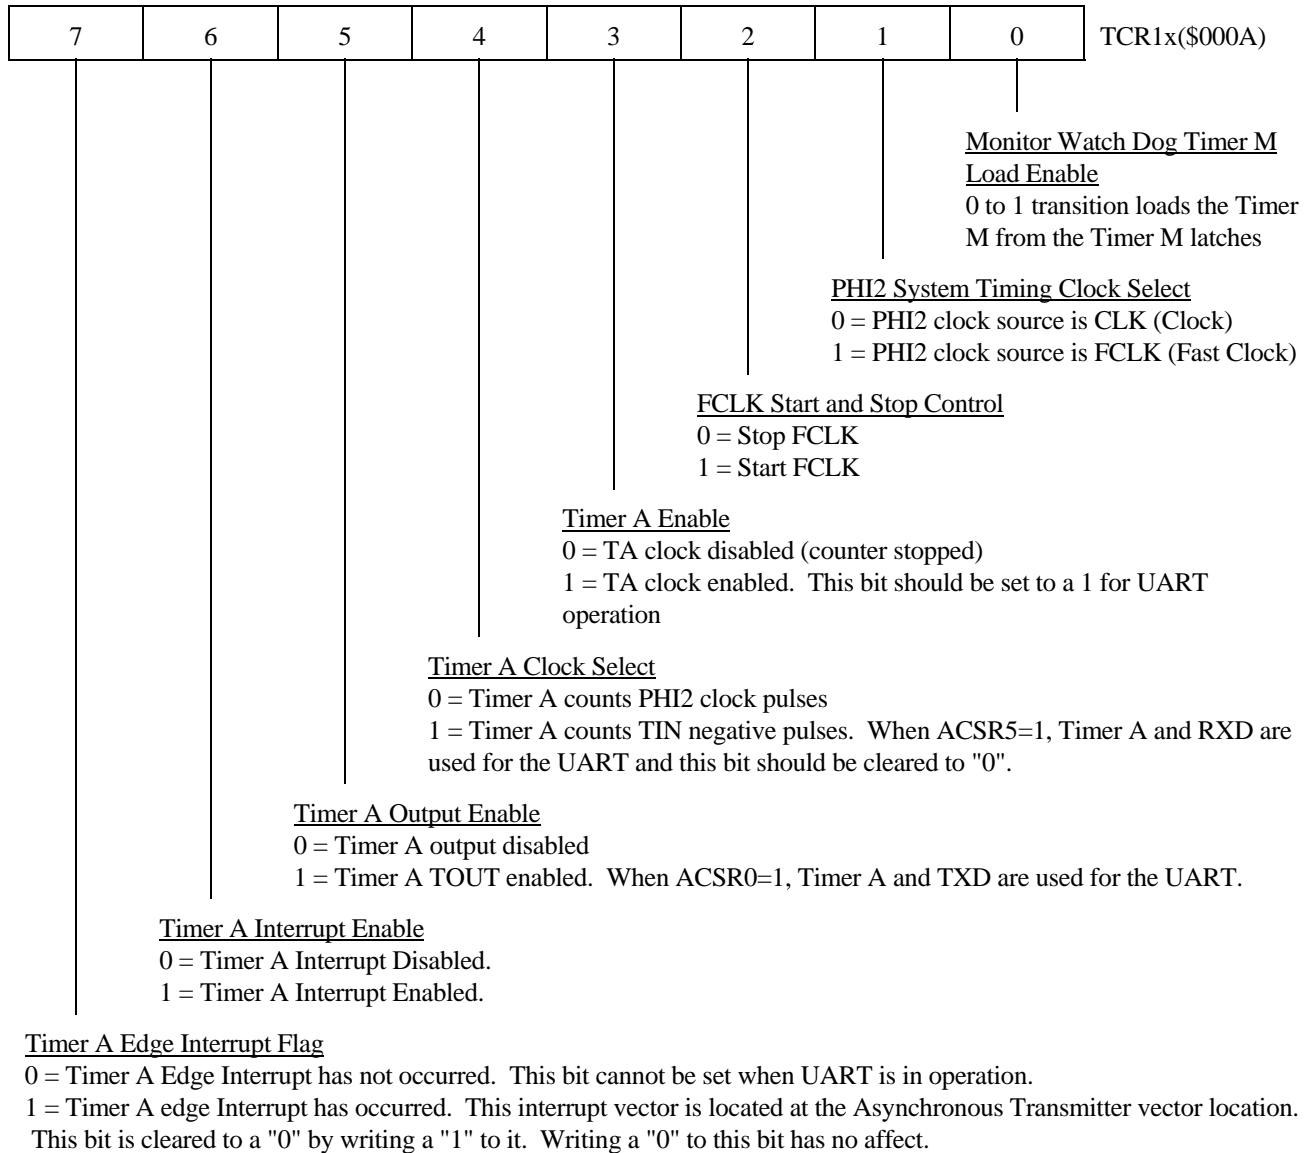 7 6 5 4 3 2 1 0 TCR1x($000A)
Monitor Watch Dog Timer M
Load Enable
0 to 1 transition loads the Timer
M from the Timer M latches
PHI2 System Timing Clock Select
0 = PHI2 clock source is CLK (Clock)
1 = PHI2 clock source is FCLK (Fast Clock)
FCLK Start and Stop Control
0 = Stop FCLK
1 = Start FCLK
Timer A Enable
0 = TA clock disabled (counter stopped)
1 = TA clock enabled.  This bit should be set to a 1 for UART
operation
Timer A Clock Select
0 = Timer A counts PHI2 clock pulses
1 = Timer A counts TIN negative pulses.  When ACSR5=1, Timer A and RXD are
used for the UART and this bit should be cleared to "0".
Timer A Output Enable
0 = Timer A output disabled
1 = Timer A TOUT enabled.  When ACSR0=1, Timer A and TXD are used for the UART.
Timer A Interrupt Enable
0 = Timer A Interrupt Disabled.
1 = Timer A Interrupt Enabled.
Timer A Edge Interrupt Flag
0 = Timer A Edge Interrupt has not occurred.  This bit cannot be set when UART is in operation.
1 = Timer A edge Interrupt has occurred.  This interrupt vector is located at the Asynchronous Transmitter vector location.
This bit is cleared to a "0" by writing a "1" to it.  Writing a "0" to this bit has no affect.